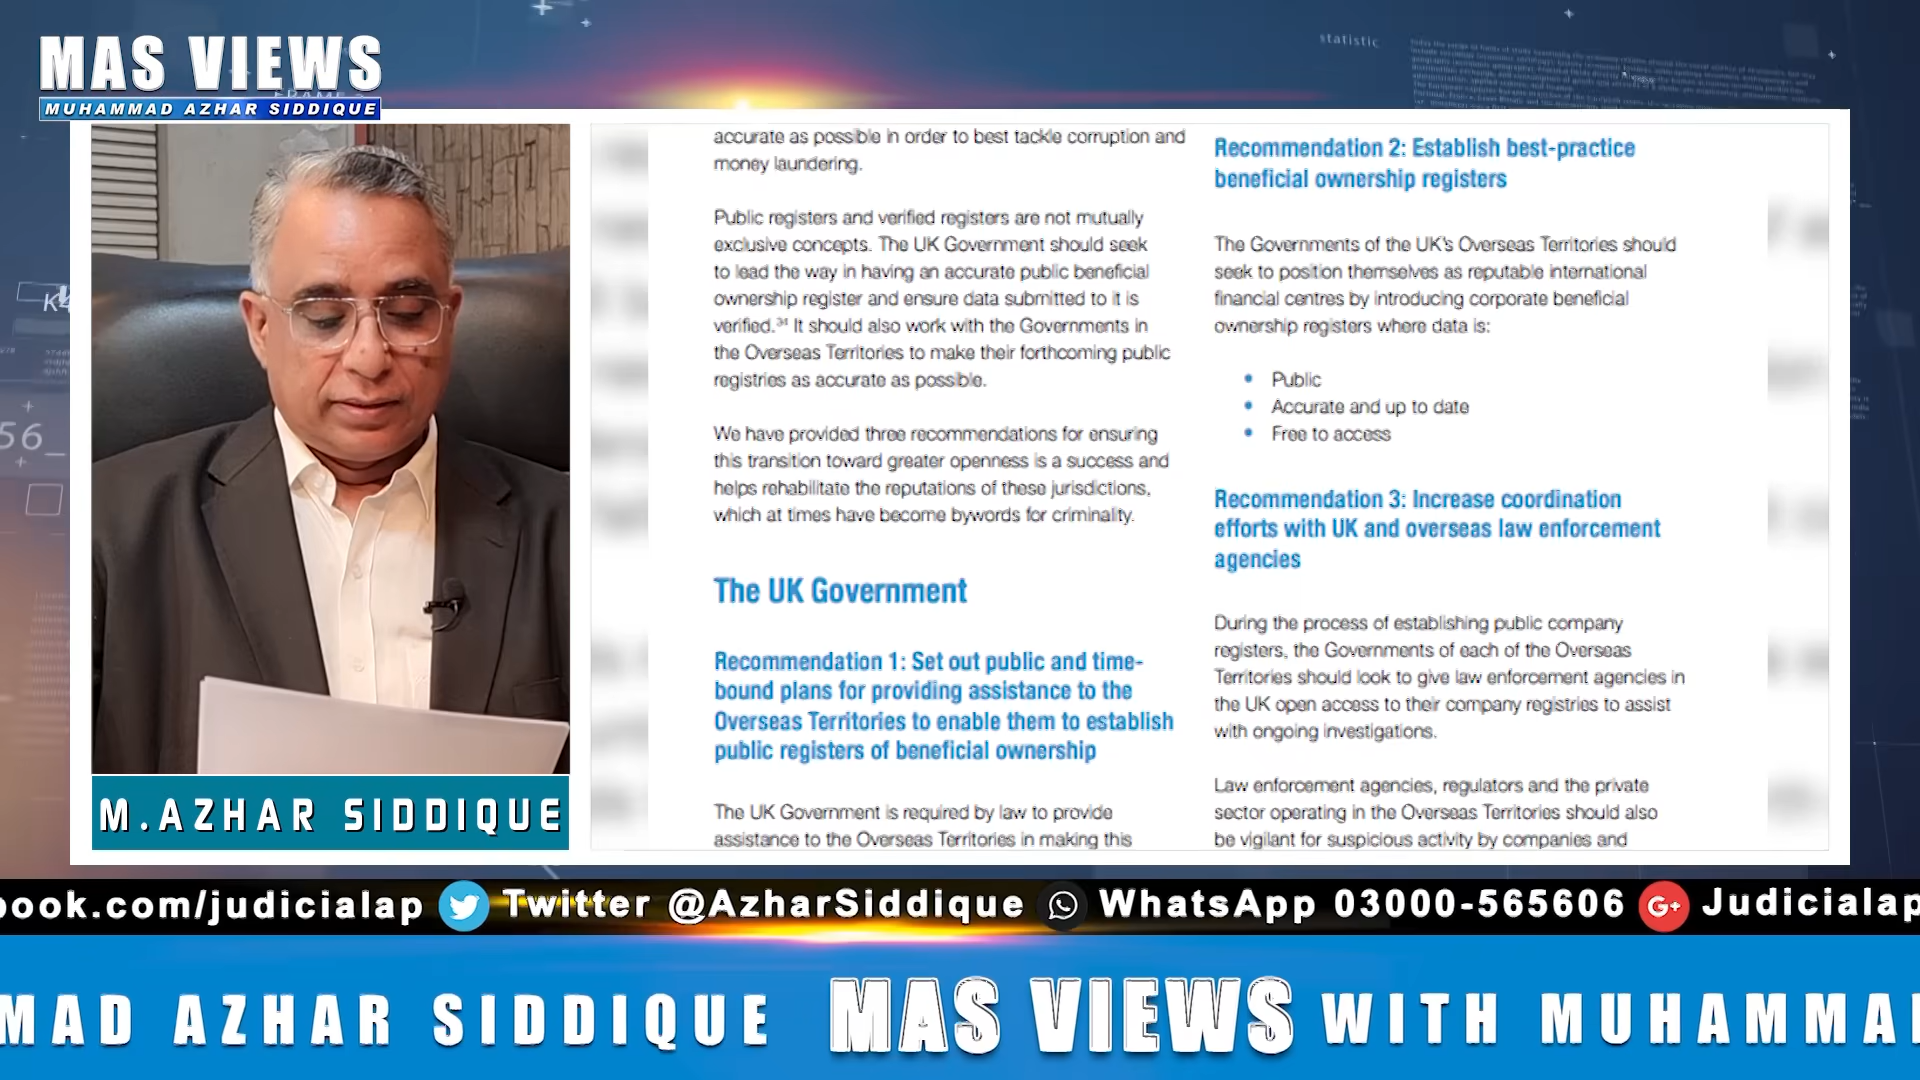 statistic
MAS VIEWS
MUHAMMAD AZHAR SIDDIQUE
accurate as possible in order to best tackle corruption and
money laundering.
Public registers and verified registers are not mutually
exclusive concepts. The UK Government should seek
to lead the way in having an accurate public beneficial
ownership register and ensure data submitted to it is
verified.³⁴ It should also work with the Governments in
the Overseas Territories to make their forthcoming public
registries as accurate as possible.
We have provided three recommendations for ensuring
this transition toward greater openness is a success and
helps rehabilitate the reputations of these jurisdictions,
which at times have become bywords for criminality.
The UK Government
Recommendation 1: Set out public and time-
bound plans for providing assistance to the
Overseas Territories to enable them to establish
public registers of beneficial ownership
The UK Government is required by law to provide
assistance to the Overseas Territories in making this
Recommendation 2: Establish best-practice
beneficial ownership registers
The Governments of the UK's Overseas Territories should
seek to position themselves as reputable international
financial centres by introducing corporate beneficial
ownership registers where data is:
• Public
• Accurate and up to date
• Free to access
Recommendation 3: Increase coordination
efforts with UK and overseas law enforcement
agencies
During the process of establishing public company
registers, the Governments of each of the Overseas
Territories should look to give law enforcement agencies in
the UK open access to their company registries to assist
with ongoing investigations.
Law enforcement agencies, regulators and the private
sector operating in the Overseas Territories should also
be vigilant for suspicious activity by companies and
56_
M.AZHAR SIDDIQUE
book.com/judicialap Twitter @AzharSiddique WhatsApp 03000-565606 G+ Judicialap
MAD AZHAR SIDDIQUE MAS VIEWS WITH MUHAMMA